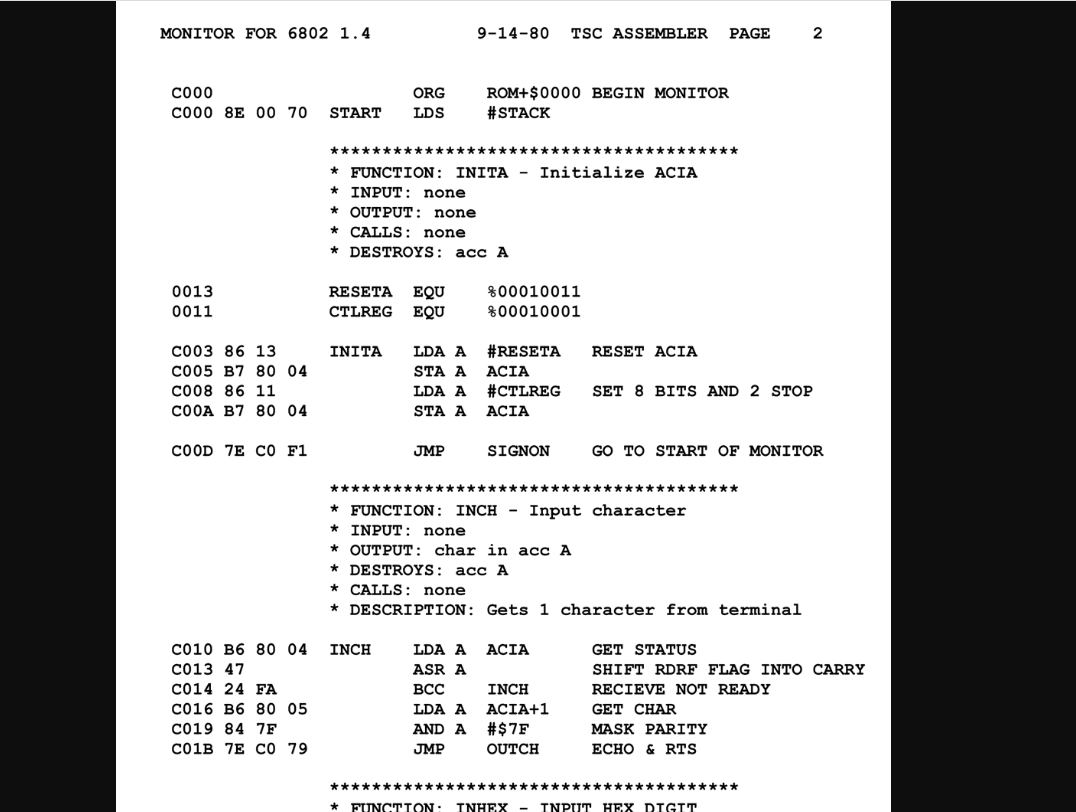 MONITOR FOR 6802 1.4 9-14-80 TSC ASSEMBLER PAGE 2
C000 ORG ROM+$0000 BEGIN MONITOR
C000 8E 00 70 START LDS #STACK
***************************************
* FUNCTION: INITA - Initialize ACIA
* INPUT: none
* OUTPUT: none
* CALLS: none
* DESTROYS: acc A
0013 RESETA EQU %00010011
0011 CTLREG EQU %00010001
C003 86 13 INITA LDA A #RESETA RESET ACIA
C005 B7 80 04 STA A ACIA
C008 86 11 LDA A #CTLREG SET 8 BITS AND 2 STOP
C00A B7 80 04 STA A ACIA
C00D 7E C0 F1 JMP SIGNON GO TO START OF MONITOR
***************************************
* FUNCTION: INCH - Input character
* INPUT: none
* OUTPUT: char in acc A
* DESTROYS: acc A
* CALLS: none
* DESCRIPTION: Gets 1 character from terminal
C010 B6 80 04 INCH LDA A ACIA GET STATUS
C013 47 ASR A SHIFT RDRF FLAG INTO CARRY
C014 24 FA BCC INCH RECIEVE NOT READY
C016 B6 80 05 LDA A ACIA+1 GET CHAR
C019 84 7F AND A #$7F MASK PARITY
C01B 7E C0 79 JMP OUTCH ECHO & RTS
***************************************
* FUNCTION: INHEX - INPUT HEX DIGIT